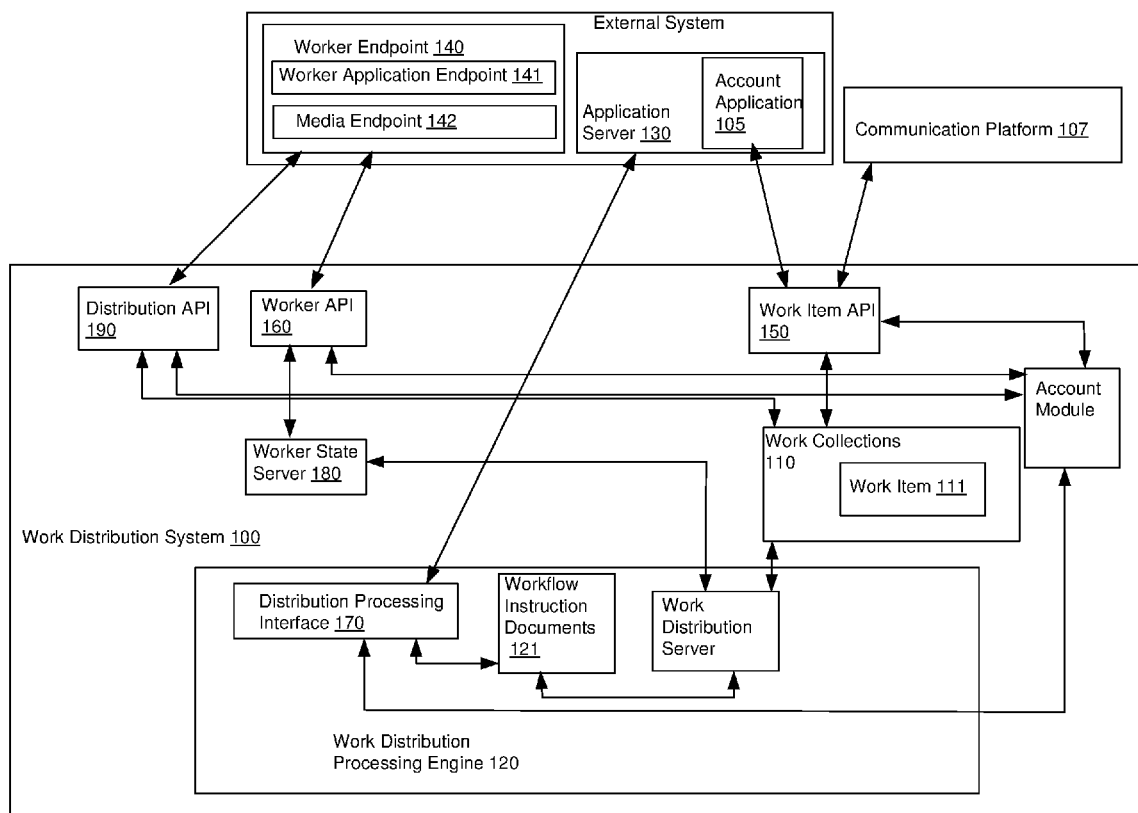 External System
Worker Endpoint 140
Worker Application Endpoint 141
Media Endpoint 142
Application
Server 130
Account
Application
105
Communication Platform 107
Distribution API
190
Worker API
160
Work Item API
150
Account
Module
Worker State
Server 180
Work Collections
110
Work Item 111
Work Distribution System 100
Distribution Processing
Interface 170
Workflow
Instruction
Documents
121
Work
Distribution
Server
Work Distribution
Processing Engine 120